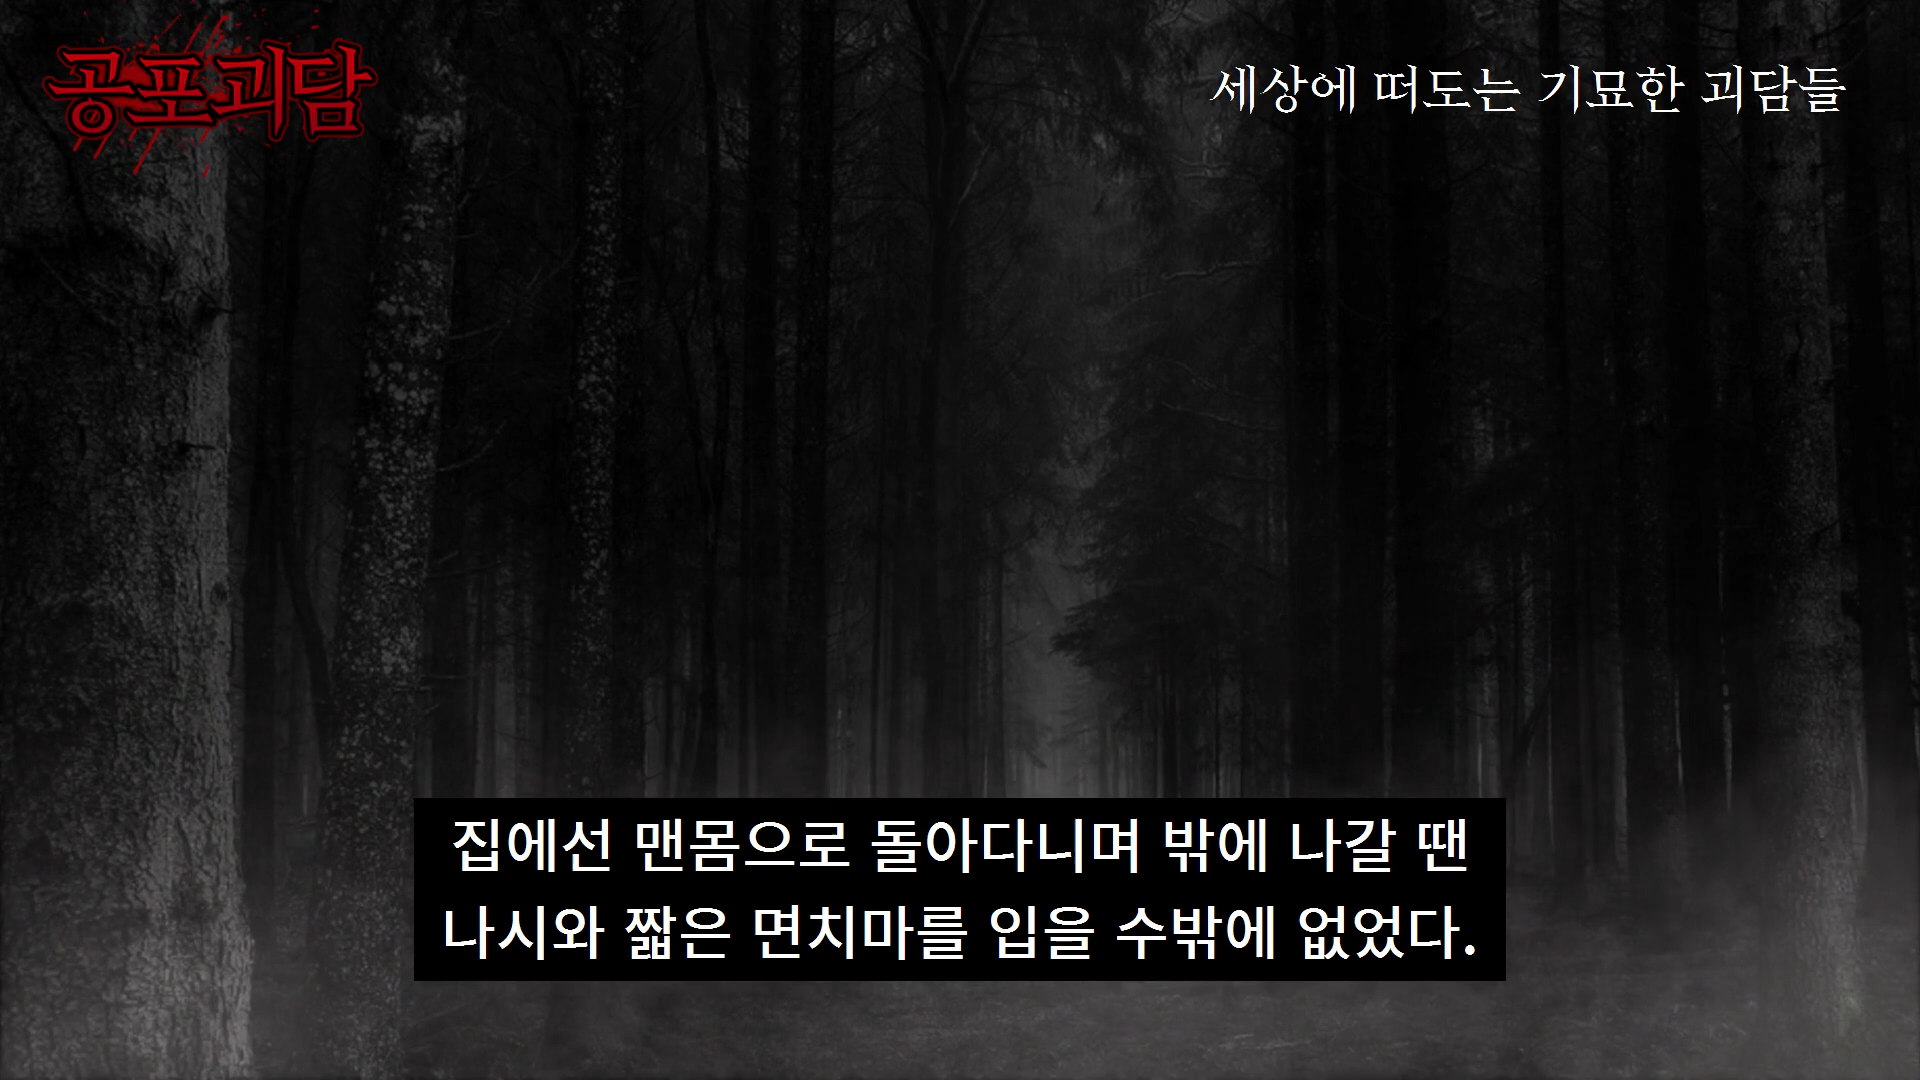 공포괴담
세상에 떠도는 기묘한 괴담들
집에선 맨몸으로 돌아다니며 밖에 나갈 땐
나시와 짧은 면치마를 입을 수밖에 없었다.